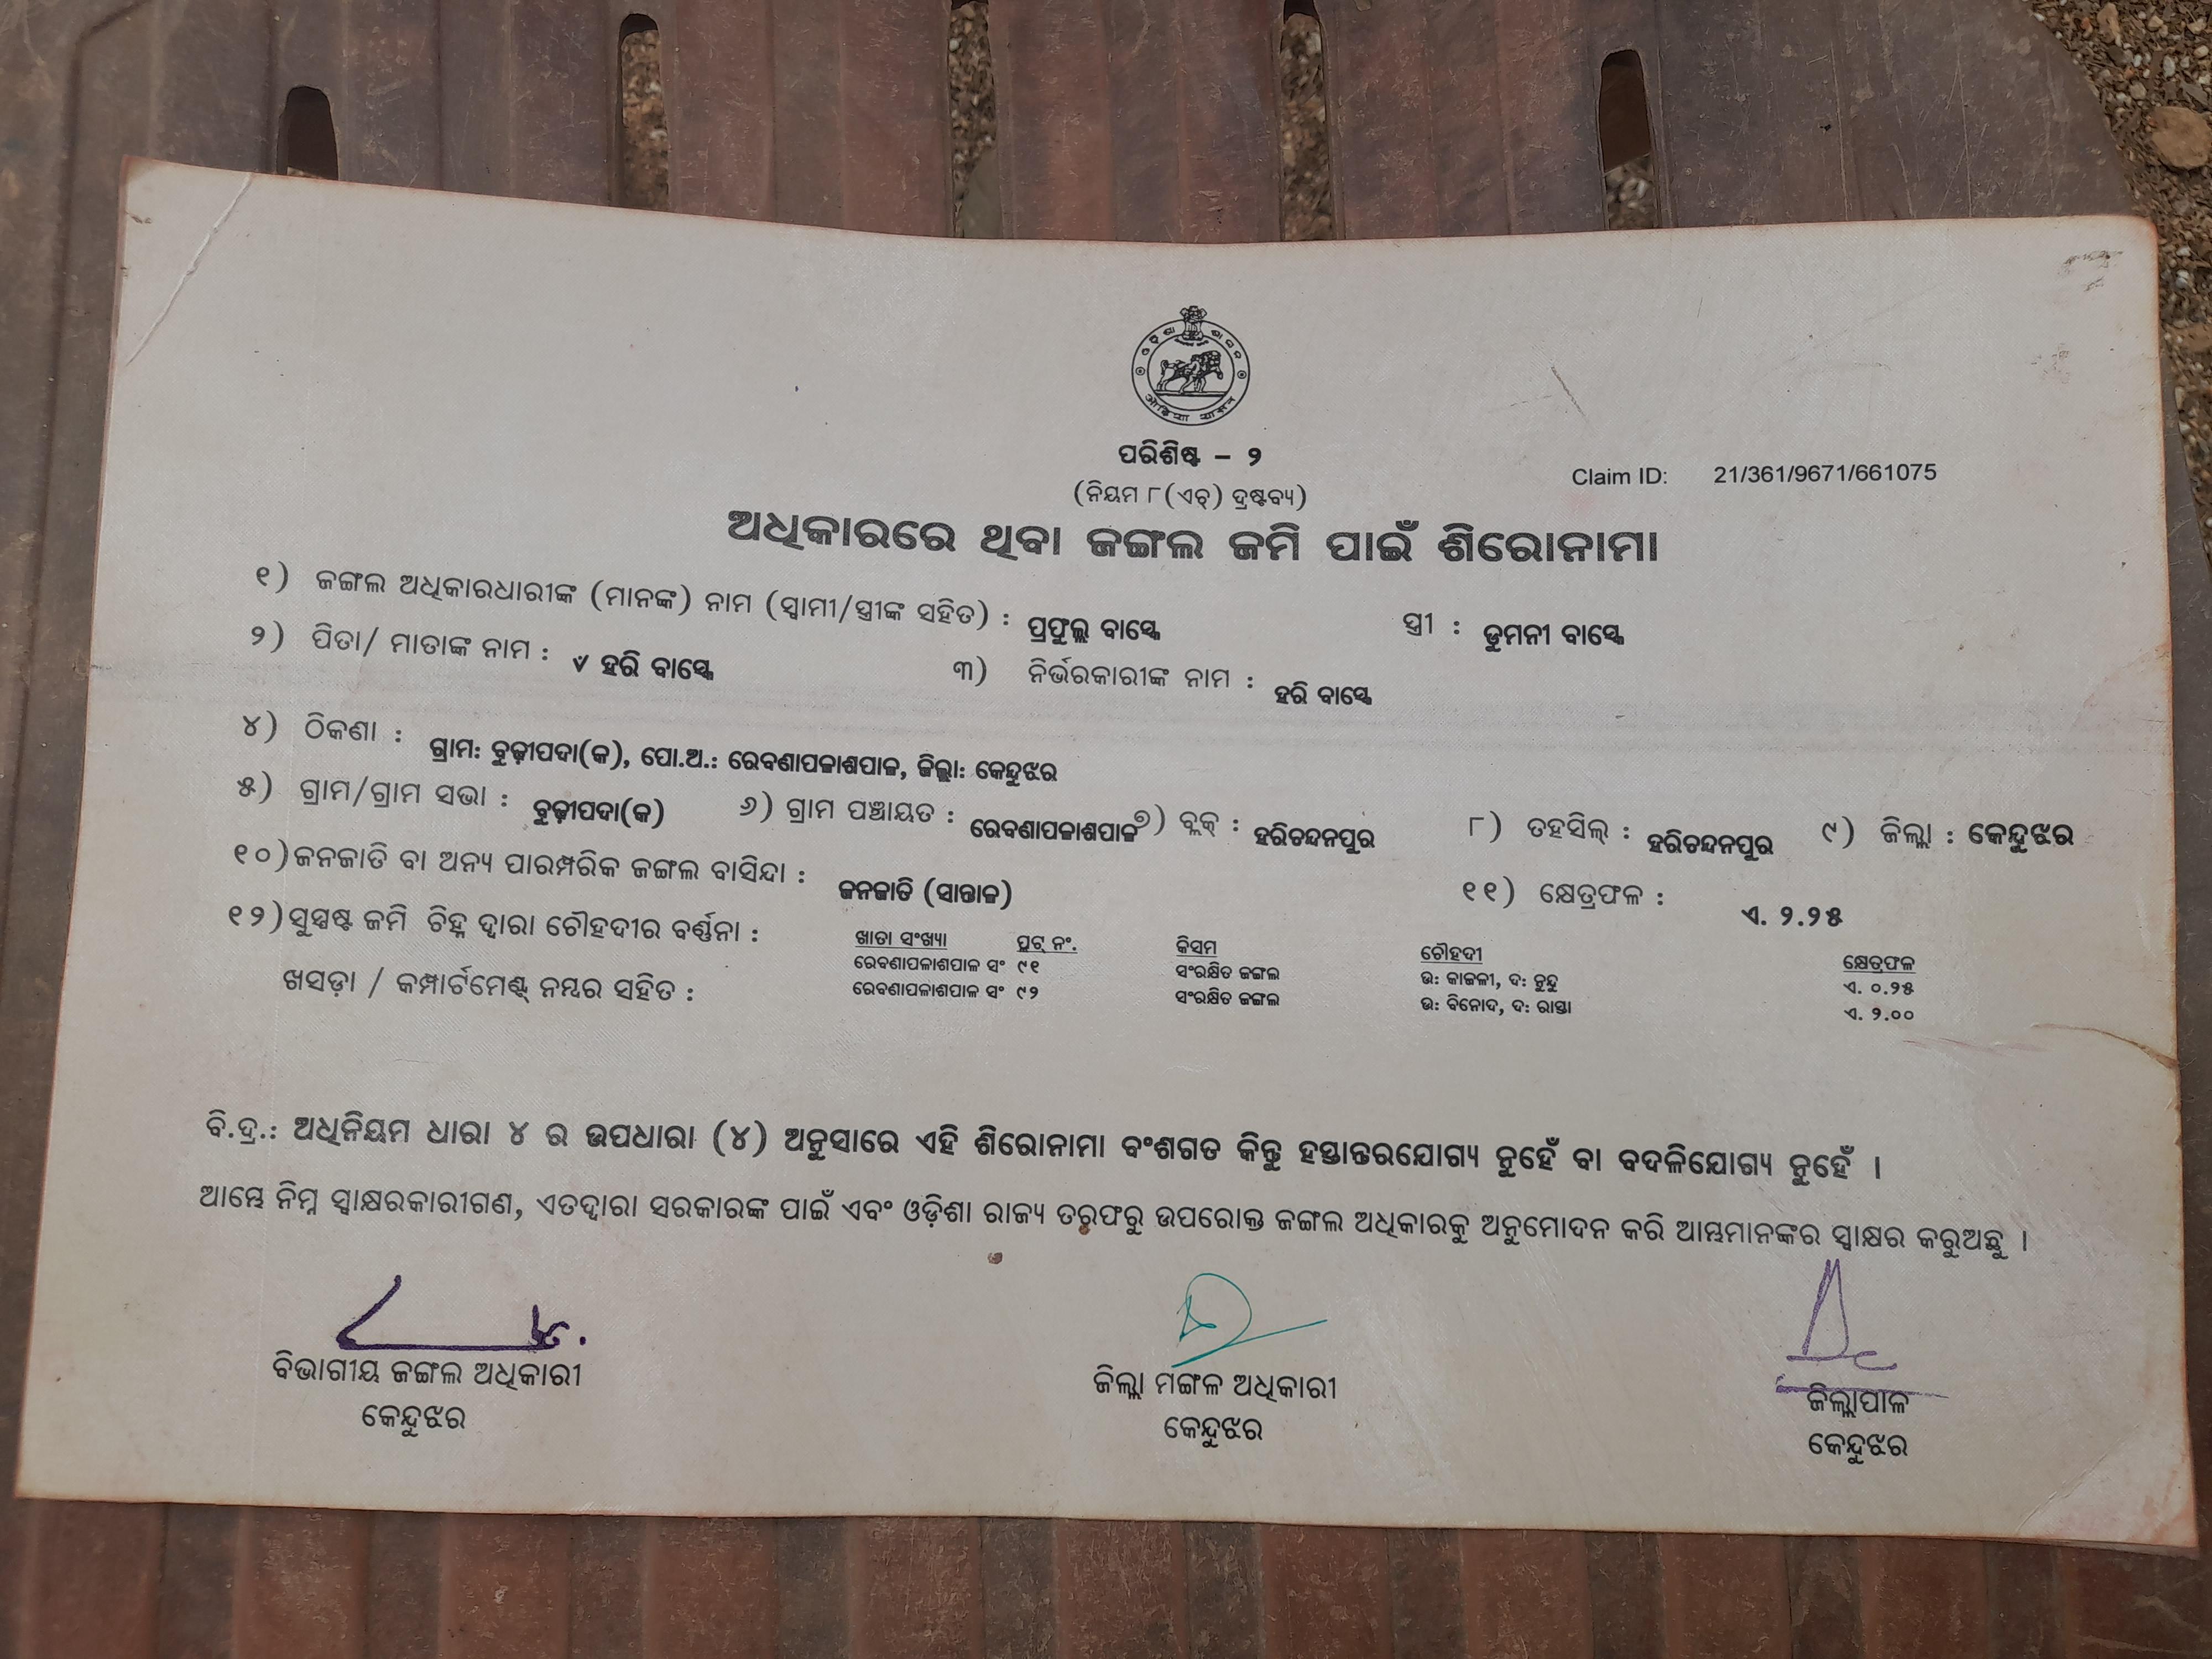 ଓଡ଼ିଶା ଶାସନ
ओड़िशा शासन
ପରିଶିଷ୍ଟ – ୨
(ନିୟମ ୮(ଏଚ୍) ଦ୍ରଷ୍ଟବ୍ୟ)
Claim ID: 21/361/9671/661075
ଅଧିକାରରେ ଥିବା ଜଙ୍ଗଲ ଜମି ପାଇଁ ଶିରୋନାମା
୧) ଜଙ୍ଗଲ ଅଧିକାରଧାରୀଙ୍କ (ମାନଙ୍କ) ନାମ (ସ୍ୱାମୀ/ସ୍ତ୍ରୀଙ୍କ ସହିତ) : ପ୍ରଫୁଲ୍ଲ ବାସ୍କେ ସ୍ତ୍ରୀ : ଡୁମନୀ ବାସ୍କେ
୨) ପିତା/ ମାତାଙ୍କ ନାମ : ୰ ହରି ବାସ୍କେ ୩) ନିର୍ଭରକାରୀଙ୍କ ନାମ : ହରି ବାସ୍କେ
୪) ଠିକଣା : ଗ୍ରାମ: ବୁଢ଼ୀପଦା(କ), ପୋ.ଅ.: ରେବଣାପଳାଶପାଳ, ଜିଲ୍ଲା: କେନ୍ଦୁଝର
୫) ଗ୍ରାମ/ଗ୍ରାମ ସଭା : ବୁଢ଼ୀପଦା(କ) ୬) ଗ୍ରାମ ପଞ୍ଚାୟତ : ରେବଣାପଳାଶପାଳ ୭) ବ୍ଲକ୍ : ହରିଚନ୍ଦନପୁର ୮) ତହସିଲ୍ : ହରିଚନ୍ଦନପୁର ୯) ଜିଲ୍ଲା : କେନ୍ଦୁଝର
୧୦) ଜନଜାତି ବା ଅନ୍ୟ ପାରମ୍ପରିକ ଜଙ୍ଗଲ ବାସିନ୍ଦା : ଜନଜାତି (ସାନ୍ତାଳ) ୧୧) କ୍ଷେତ୍ରଫଳ : ଏ. ୨.୨୫
୧୨) ସୁସ୍ପଷ୍ଟ ଜମି ଚିହ୍ନ ଦ୍ୱାରା ଚୌହଦୀର ବର୍ଣ୍ଣନା :
ଖସଡ଼ା / କମ୍ପାର୍ଟମେଣ୍ଟ୍ ନମ୍ବର ସହିତ :
ଖାତା ସଂଖ୍ୟା ପ୍ଲଟ୍ ନଂ. କିସମ ଚୌହଦୀ କ୍ଷେତ୍ରଫଳ
ରେବଣାପଳାଶପାଳ ସଂ ୯୧ ସଂରକ୍ଷିତ ଜଙ୍ଗଲ ଉ: କାଜଳୀ, ଦ: ଚୁନ୍ଦୁ ଏ. ୦.୨୫
ରେବଣାପଳାଶପାଳ ସଂ ୯୨ ସଂରକ୍ଷିତ ଜଙ୍ଗଲ ଉ: ବିନୋଦ, ଦ: ରାସ୍ତା ଏ. ୨.୦୦
ବି.ଦ୍ର.: ଅଧିନିୟମ ଧାରା ୪ ର ଉପଧାରା (୪) ଅନୁସାରେ ଏହି ଶିରୋନାମା ବଂଶଗତ କିନ୍ତୁ ହସ୍ତାନ୍ତରଯୋଗ୍ୟ ନୁହେଁ ବା ବଦଳିଯୋଗ୍ୟ ନୁହେଁ ।
ଆମ୍ଭେ ନିମ୍ନ ସ୍ୱାକ୍ଷରକାରୀଗଣ, ଏତଦ୍ୱାରା ସରକାରଙ୍କ ପାଇଁ ଏବଂ ଓଡ଼ିଶା ରାଜ୍ୟ ତରଫରୁ ଉପରୋକ୍ତ ଜଙ୍ଗଲ ଅଧିକାରକୁ ଅନୁମୋଦନ କରି ଆମ୍ଭମାନଙ୍କର ସ୍ୱାକ୍ଷର କରୁଅଛୁ ।
ବିଭାଗୀୟ ଜଙ୍ଗଲ ଅଧିକାରୀ
କେନ୍ଦୁଝର
ଜିଲ୍ଲା ମଙ୍ଗଳ ଅଧିକାରୀ
କେନ୍ଦୁଝର
ଜିଲ୍ଲାପାଳ
କେନ୍ଦୁଝର